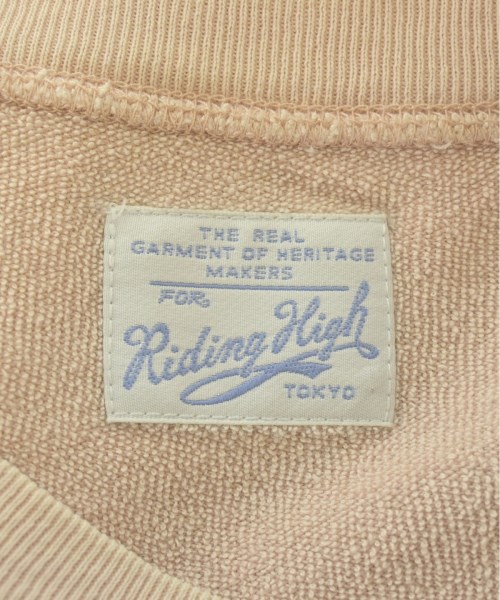 THE REAL
GARMENT OF HERITAGE
MAKERS
FOR
Riding High
TOKYO